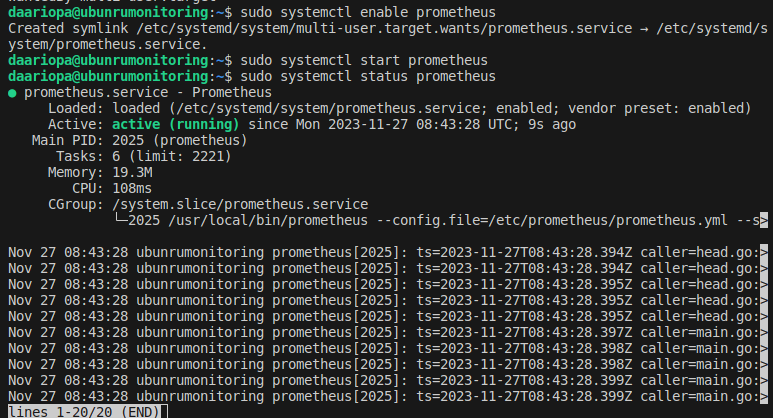 daariopa@ubunrumonitoring:~$ sudo systemctl enable prometheus
Created symlink /etc/systemd/system/multi-user.target.wants/prometheus.service → /etc/systemd/s
ystem/prometheus.service.
daariopa@ubunrumonitoring:~$ sudo systemctl start prometheus
daariopa@ubunrumonitoring:~$ sudo systemctl status prometheus
● prometheus.service - Prometheus
     Loaded: loaded (/etc/systemd/system/prometheus.service; enabled; vendor preset: enabled)
     Active: active (running) since Mon 2023-11-27 08:43:28 UTC; 9s ago
   Main PID: 2025 (prometheus)
      Tasks: 6 (limit: 2221)
     Memory: 19.3M
        CPU: 108ms
     CGroup: /system.slice/prometheus.service
             └─2025 /usr/local/bin/prometheus --config.file=/etc/prometheus/prometheus.yml --s>
Nov 27 08:43:28 ubunrumonitoring prometheus[2025]: ts=2023-11-27T08:43:28.394Z caller=head.go:>
Nov 27 08:43:28 ubunrumonitoring prometheus[2025]: ts=2023-11-27T08:43:28.394Z caller=head.go:>
Nov 27 08:43:28 ubunrumonitoring prometheus[2025]: ts=2023-11-27T08:43:28.395Z caller=head.go:>
Nov 27 08:43:28 ubunrumonitoring prometheus[2025]: ts=2023-11-27T08:43:28.395Z caller=head.go:>
Nov 27 08:43:28 ubunrumonitoring prometheus[2025]: ts=2023-11-27T08:43:28.395Z caller=head.go:>
Nov 27 08:43:28 ubunrumonitoring prometheus[2025]: ts=2023-11-27T08:43:28.397Z caller=main.go:>
Nov 27 08:43:28 ubunrumonitoring prometheus[2025]: ts=2023-11-27T08:43:28.398Z caller=main.go:>
Nov 27 08:43:28 ubunrumonitoring prometheus[2025]: ts=2023-11-27T08:43:28.398Z caller=main.go:>
Nov 27 08:43:28 ubunrumonitoring prometheus[2025]: ts=2023-11-27T08:43:28.399Z caller=main.go:>
Nov 27 08:43:28 ubunrumonitoring prometheus[2025]: ts=2023-11-27T08:43:28.399Z caller=main.go:>
lines 1-20/20 (END)